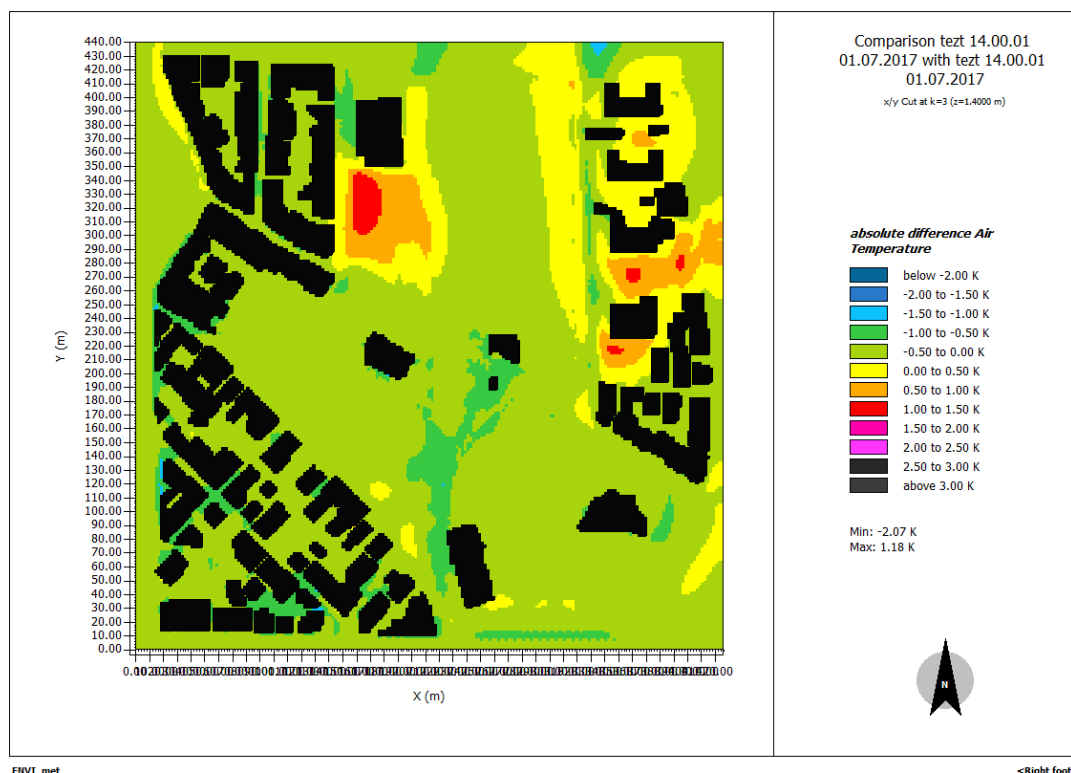 Comparison tezt 14.00.01
01.07.2017 with tezt 14.00.01
01.07.2017
x/y Cut at k=3 (z=1.4000 m)
440.00
430.00
420.00
410.00
400.00
390.00
380.00
370.00
360.00
350.00
340.00
330.00
320.00
310.00
300.00
290.00
280.00
270.00
260.00
250.00
240.00
230.00
220.00
210.00
200.00
190.00
180.00
170.00
160.00
150.00
140.00
130.00
120.00
110.00
100.00
90.00
80.00
70.00
60.00
50.00
40.00
30.00
20.00
10.00
0.00
Y (m)
X (m)
absolute difference Air
Temperature
below -2.00 K
-2.00 to -1.50 K
-1.50 to -1.00 K
-1.00 to -0.50 K
-0.50 to 0.00 K
0.00 to 0.50 K
0.50 to 1.00 K
1.00 to 1.50 K
1.50 to 2.00 K
2.00 to 2.50 K
2.50 to 3.00 K
above 3.00 K
Min: -2.07 K
Max: 1.18 K
N
ENVI_met
<Right foot